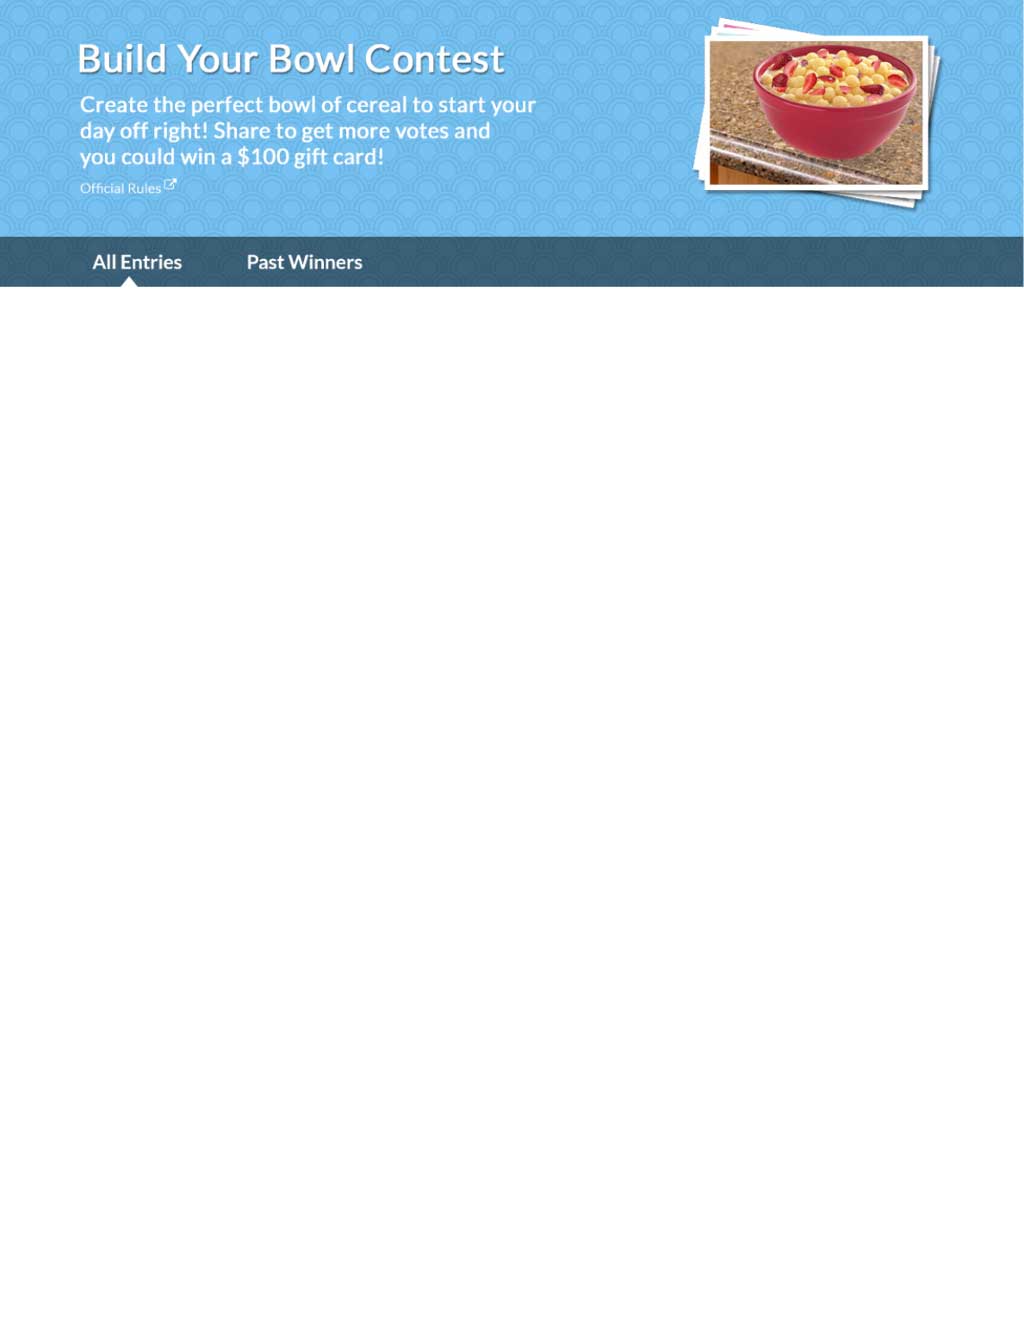 Build Your Bowl Contest
Create the perfect bowl of cereal to start your
day off right! Share to get more votes and
you could win a $100 gift card!
Official Rules
All Entries
Past Winners